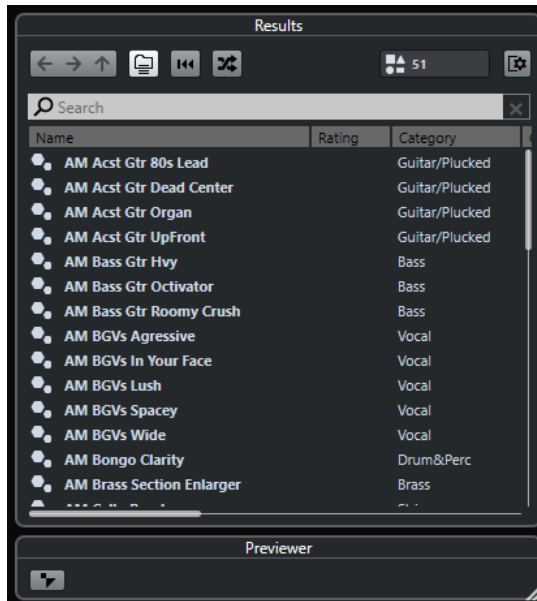 Results
51
Search
Name Rating Category
AM Acst Gtr 80s Lead Guitar/Plucked
AM Acst Gtr Dead Center Guitar/Plucked
AM Acst Gtr Organ Guitar/Plucked
AM Acst Gtr UpFront Guitar/Plucked
AM Bass Gtr Hvy Bass
AM Bass Gtr Octivator Bass
AM Bass Gtr Roomy Crush Bass
AM BGVs Agressive Vocal
AM BGVs In Your Face Vocal
AM BGVs Lush Vocal
AM BGVs Spacey Vocal
AM BGVs Wide Vocal
AM Bongo Clarity Drum&Perc
AM Brass Section Enlarger Brass
Previewer